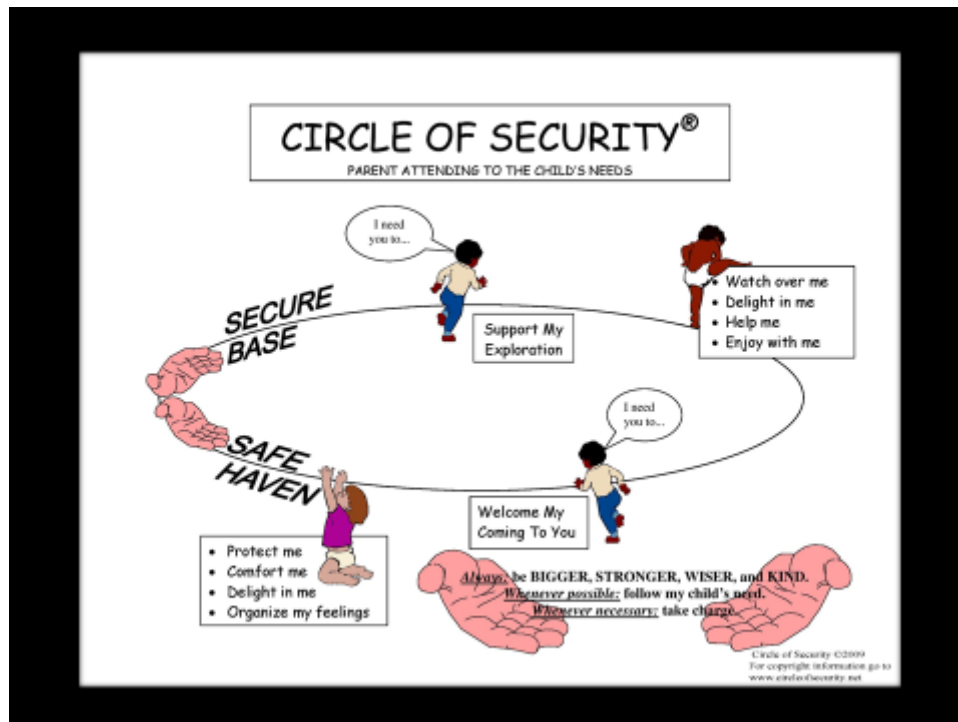 CIRCLE OF SECURITY®
PARENT ATTENDING TO THE CHILD'S NEEDS
I need
you to...
SECURE
BASE
Support My
Exploration
• Watch over me
• Delight in me
• Help me
• Enjoy with me
I need
you to...
SAFE
HAVEN
Welcome My
Coming To You
• Protect me
• Comfort me
• Delight in me
• Organize my feelings
Always: be BIGGER, STRONGER, WISER, and KIND.
Whenever possible: follow my child's need.
Whenever necessary: take charge.
Circle of Security ©2009
For copyright information go to
www.circleofsecurity.net